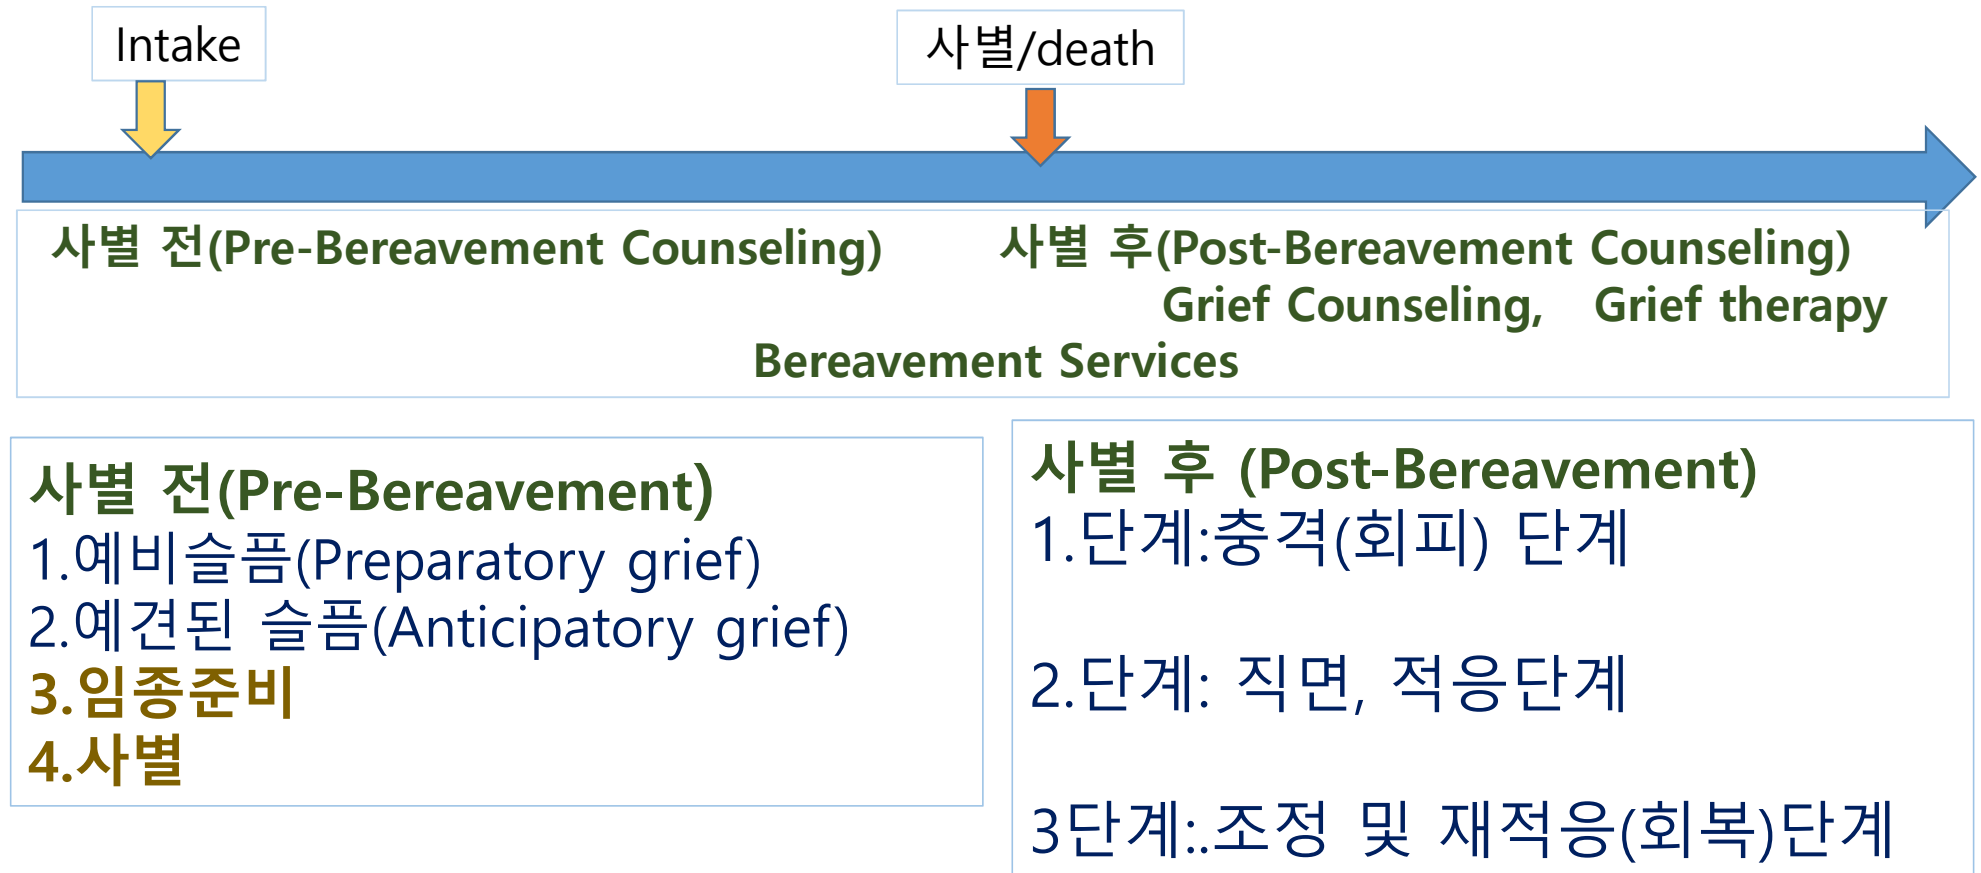 Intake
사별/death
사별 전(Pre-Bereavement Counseling) 사별 후(Post-Bereavement Counseling)
Grief Counseling, Grief therapy
Bereavement Services
사별 전(Pre-Bereavement)
1.예비슬픔(Preparatory grief)
2.예견된 슬픔(Anticipatory grief)
3.임종준비
4.사별
사별 후 (Post-Bereavement)
1.단계:충격(회피) 단계
2.단계: 직면, 적응단계
3단계:.조정 및 재적응(회복)단계